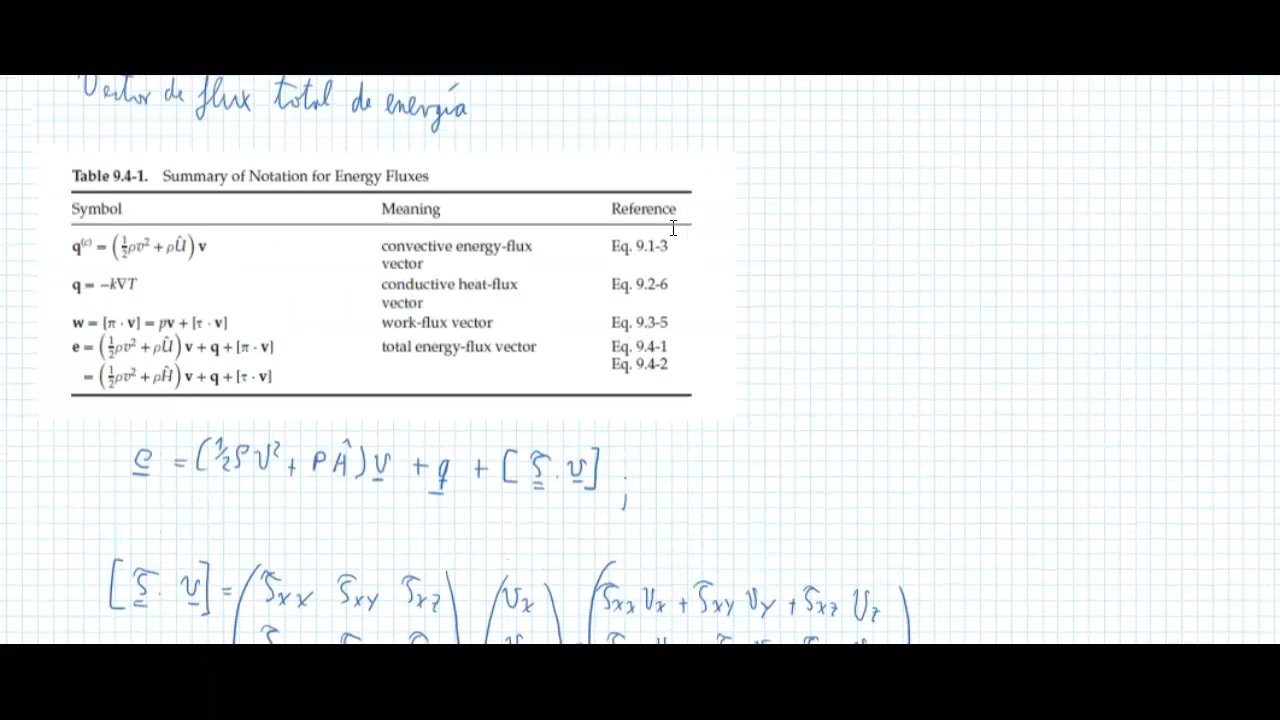 Vector de flux total de energía
Table 9.4-1. Summary of Notation for Energy Fluxes
Symbol Meaning Reference
q⁽ᶜ⁾ = (½ρv² + ρÛ) v convective energy-flux vector Eq. 9.1-3
q = −k∇T conductive heat-flux vector Eq. 9.2-6
w = [π · v] = pv + [τ · v] work-flux vector Eq. 9.3-5
e = (½ρv² + ρÛ) v + q + [π · v] total energy-flux vector Eq. 9.4-1
= (½ρv² + ρĤ) v + q + [τ · v] Eq. 9.4-2
e = (½ρv² + ρĤ) v + q + [τ · v] ;
[τ · v] = (τxx τxy τxz) (vx) (τxx vx + τxy vy + τxz vz)